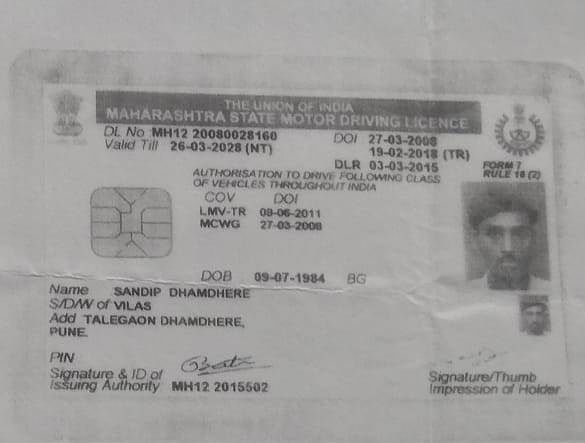 THE UNION OF INDIA
MAHARASHTRA STATE MOTOR DRIVING LICENCE
DL No MH12 20080028160 DOI 27-03-2008
Valid Till 26-03-2028 (NT) 19-02-2018 (TR)
DLR 03-03-2015 FORM 7
RULE 16 (2)
AUTHORISATION TO DRIVE FOLLOWING CLASS
OF VEHICLES THROUGHOUT INDIA
COV DOI
LMV-TR 09-06-2011
MCWG 27-03-2008
DOB 09-07-1984 BG
Name SANDIP DHAMDHERE
S/D/W of VILAS
Add TALEGAON DHAMDHERE,
PUNE.
PIN
Signature & ID of
Issuing Authority MH12 2015502
Signature/Thumb
Impression of Holder